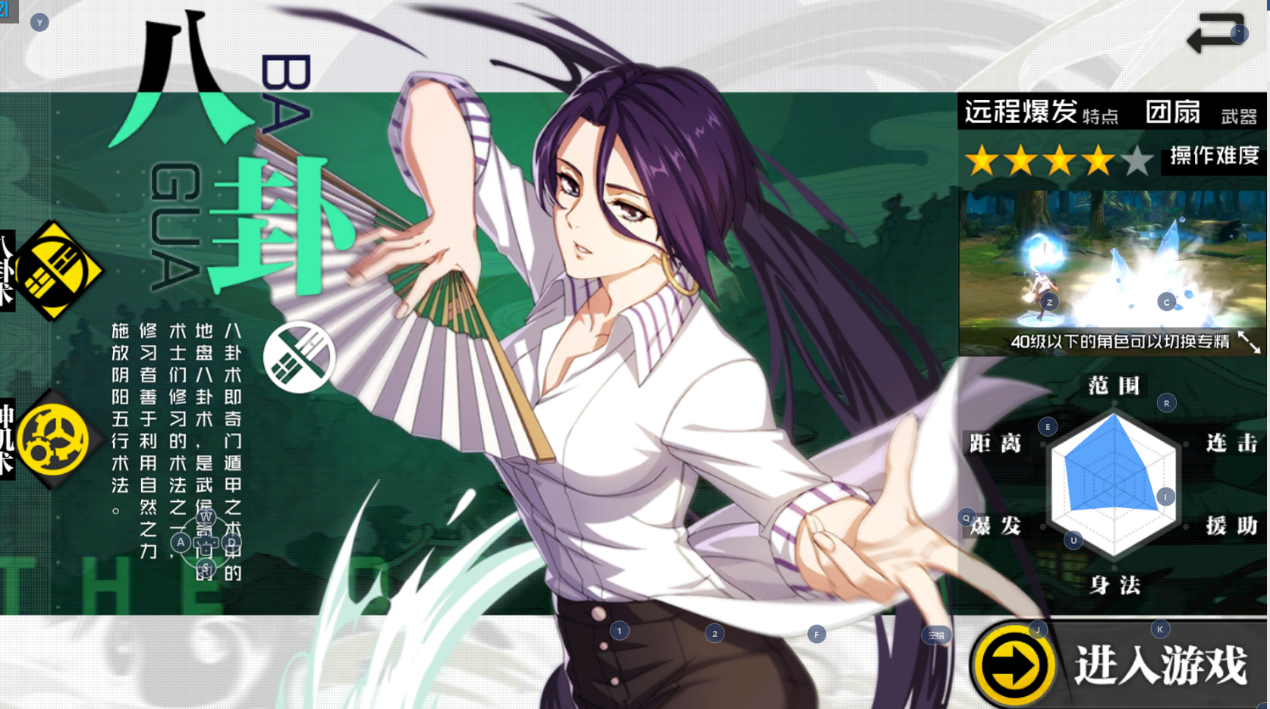 八卦
BA
GUA
八卦术即奇门遁甲之术中的
地盘八卦术，是武侯奇门的
术士们修习的术法之一
修习者善于利用自然之力
施放阴阳五行术法。
八卦术
神机术
THE
远程爆发 特点 团扇 武器
操作难度
40级以下的角色可以切换专精
范围
距离
连击
爆发
援助
身法
进入游戏
Y
Z
C
R
E
I
Q
U
W
A
D
S
1
2
F
空格
J
K